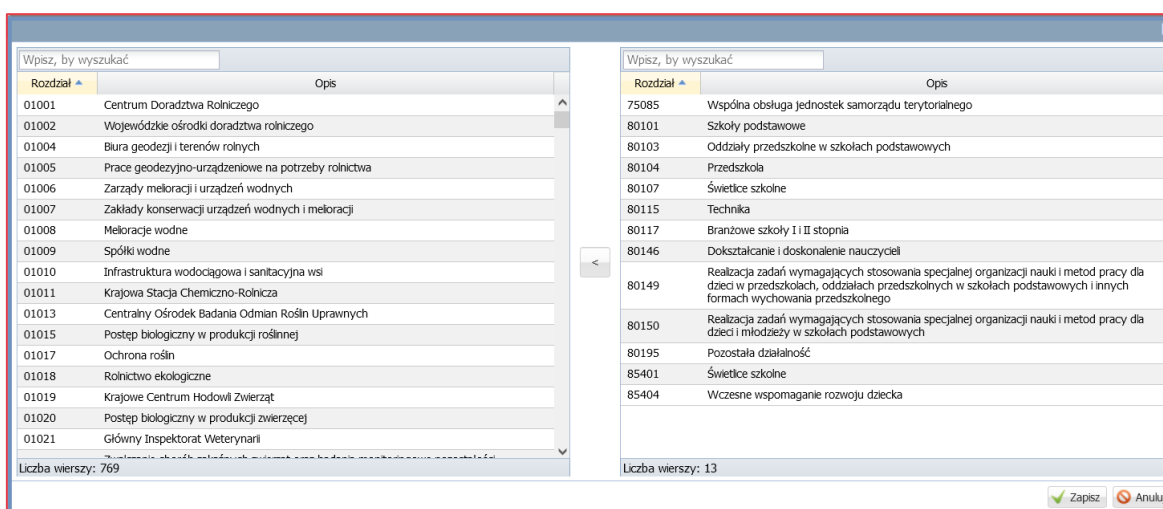 Wpisz, by wyszukać
Rozdział Opis
01001 Centrum Doradztwa Rolniczego
01002 Wojewódzkie ośrodki doradztwa rolniczego
01004 Biura geodezji i terenów rolnych
01005 Prace geodezyjno-urządzeniowe na potrzeby rolnictwa
01006 Zarządy melioracji i urządzeń wodnych
01007 Zakłady konserwacji urządzeń wodnych i melioracji
01008 Melioracje wodne
01009 Spółki wodne
01010 Infrastruktura wodociągowa i sanitacyjna wsi
01011 Krajowa Stacja Chemiczno-Rolnicza
01013 Centralny Ośrodek Badania Odmian Roślin Uprawnych
01015 Postęp biologiczny w produkcji roślinnej
01017 Ochrona roślin
01018 Rolnictwo ekologiczne
01019 Krajowe Centrum Hodowli Zwierząt
01020 Postęp biologiczny w produkcji zwierzęcej
01021 Główny Inspektorat Weterynarii
Liczba wierszy: 769
<
Wpisz, by wyszukać
Rozdział Opis
75085 Wspólna obsługa jednostek samorządu terytorialnego
80101 Szkoły podstawowe
80103 Oddziały przedszkolne w szkołach podstawowych
80104 Przedszkola
80107 Świetlice szkolne
80115 Technika
80117 Branżowe szkoły I i II stopnia
80146 Dokształcanie i doskonalenie nauczycieli
80149 Realizacja zadań wymagających stosowania specjalnej organizacji nauki i metod pracy dla
dzieci w przedszkolach, oddziałach przedszkolnych w szkołach podstawowych i innych
formach wychowania przedszkolnego
80150 Realizacja zadań wymagających stosowania specjalnej organizacji nauki i metod pracy dla
dzieci i młodzieży w szkołach podstawowych
80195 Pozostała działalność
85401 Świetlice szkolne
85404 Wczesne wspomaganie rozwoju dziecka
Liczba wierszy: 13
Zapisz Anuluj